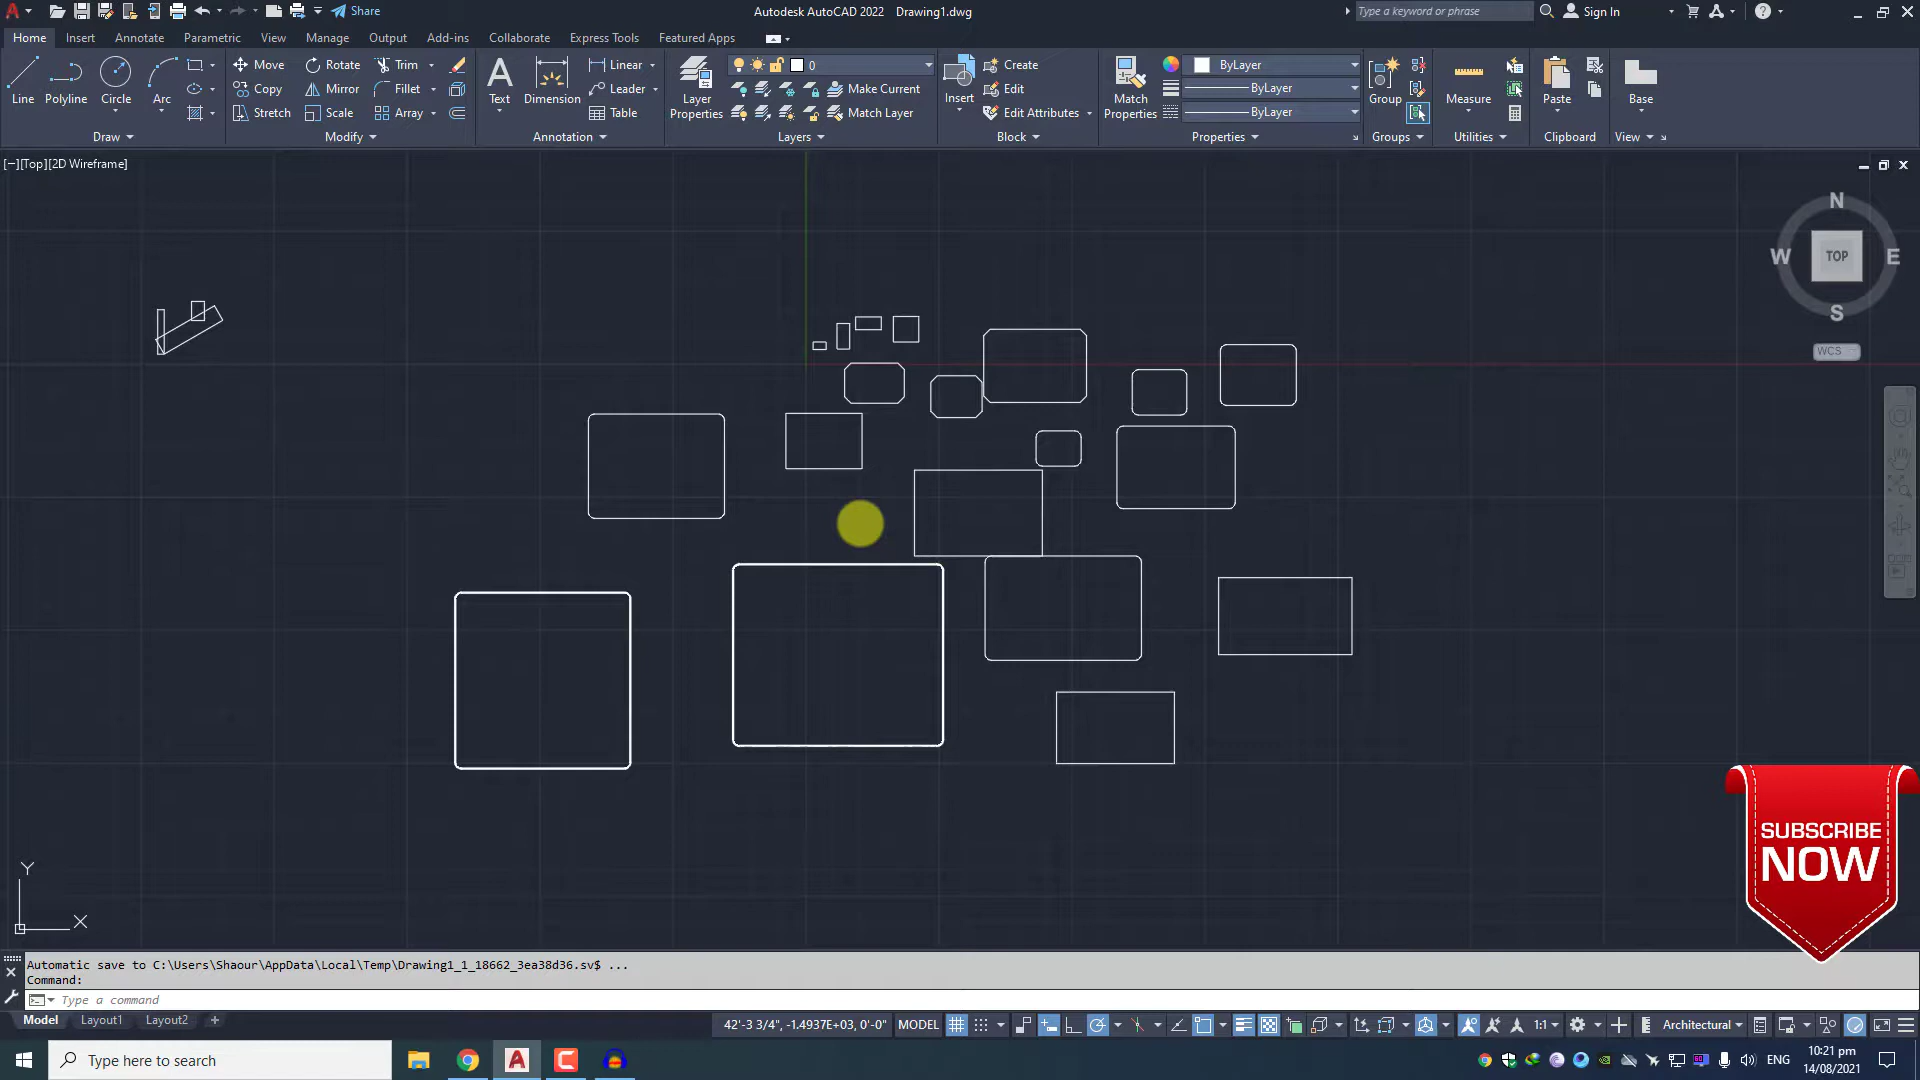 Share
Autodesk AutoCAD 2022 Drawing1.dwg
Type a keyword or phrase
Sign In
Home Insert Annotate Parametric View Manage Output Add-ins Collaborate Express Tools Featured Apps
Line
Polyline
Circle
Arc
Draw
Move Rotate Trim
Copy Mirror Fillet
Stretch Scale Array
Modify
Text
Dimension
Linear
Leader
Table
Annotation
Layer
Properties
0
Make Current
Match Layer
Layers
Insert
Create
Edit
Edit Attributes
Block
Match
Properties
ByLayer
ByLayer
ByLayer
Properties
Group
Groups
Measure
Utilities
Paste
Clipboard
Base
View
[−][Top][2D Wireframe]
N
W
TOP
E
S
WCS
Y
X
SUBSCRIBE
NOW
Automatic save to C:\Users\Shaour\AppData\Local\Temp\Drawing1_1_18662_3ea38d36.sv$ ...
Command:
Type a command
Model Layout1 Layout2 +
42'-3 3/4", -1.4937E+03, 0'-0" MODEL
1:1
Architectural
Type here to search
ENG
10:21 pm
14/08/2021